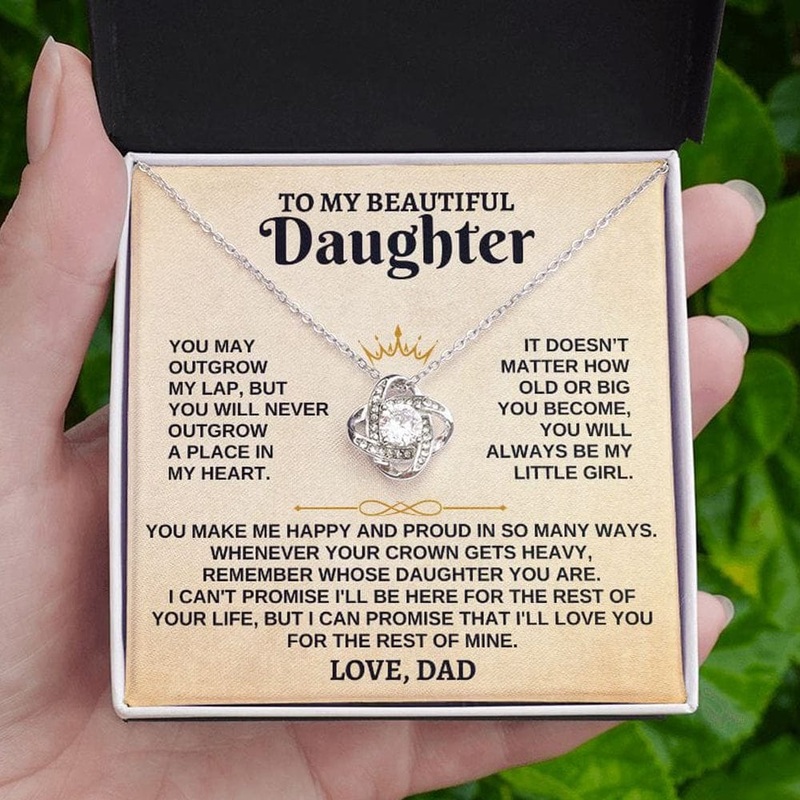 TO MY BEAUTIFUL
Daughter
YOU MAY
OUTGROW
MY LAP, BUT
YOU WILL NEVER
OUTGROW
A PLACE IN
MY HEART.
IT DOESN'T
MATTER HOW
OLD OR BIG
YOU BECOME,
YOU WILL
ALWAYS BE MY
LITTLE GIRL.
YOU MAKE ME HAPPY AND PROUD IN SO MANY WAYS.
WHENEVER YOUR CROWN GETS HEAVY,
REMEMBER WHOSE DAUGHTER YOU ARE.
I CAN'T PROMISE I'LL BE HERE FOR THE REST OF
YOUR LIFE, BUT I CAN PROMISE THAT I'LL LOVE YOU
FOR THE REST OF MINE.
LOVE, DAD